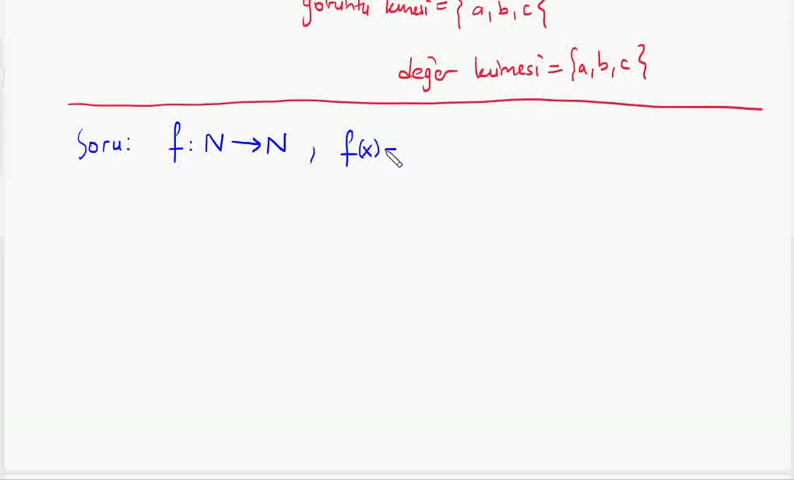 görüntü kümesi = {a, b, c}
değer kümesi = {a, b, c}
Soru: f: N → N , f(x) -